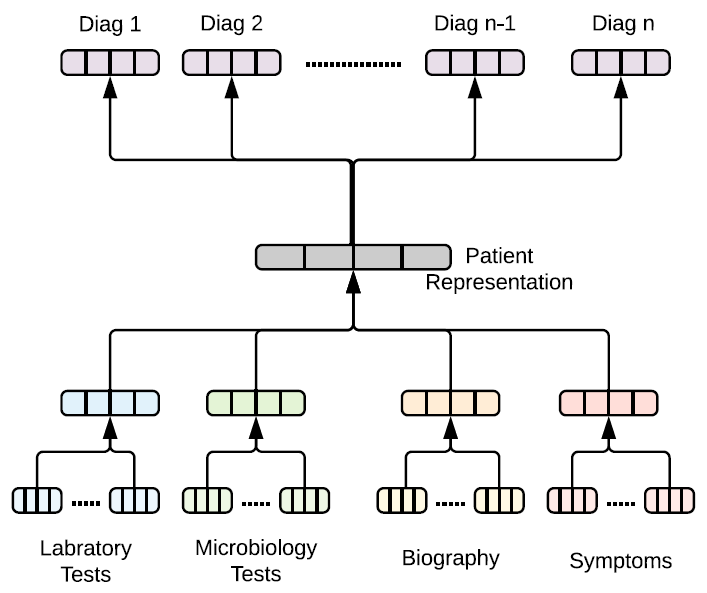 Diag 1
Diag 2
Diag n-1
Diag n
Patient
Representation
Labratory
Tests
Microbiology
Tests
Biography
Symptoms